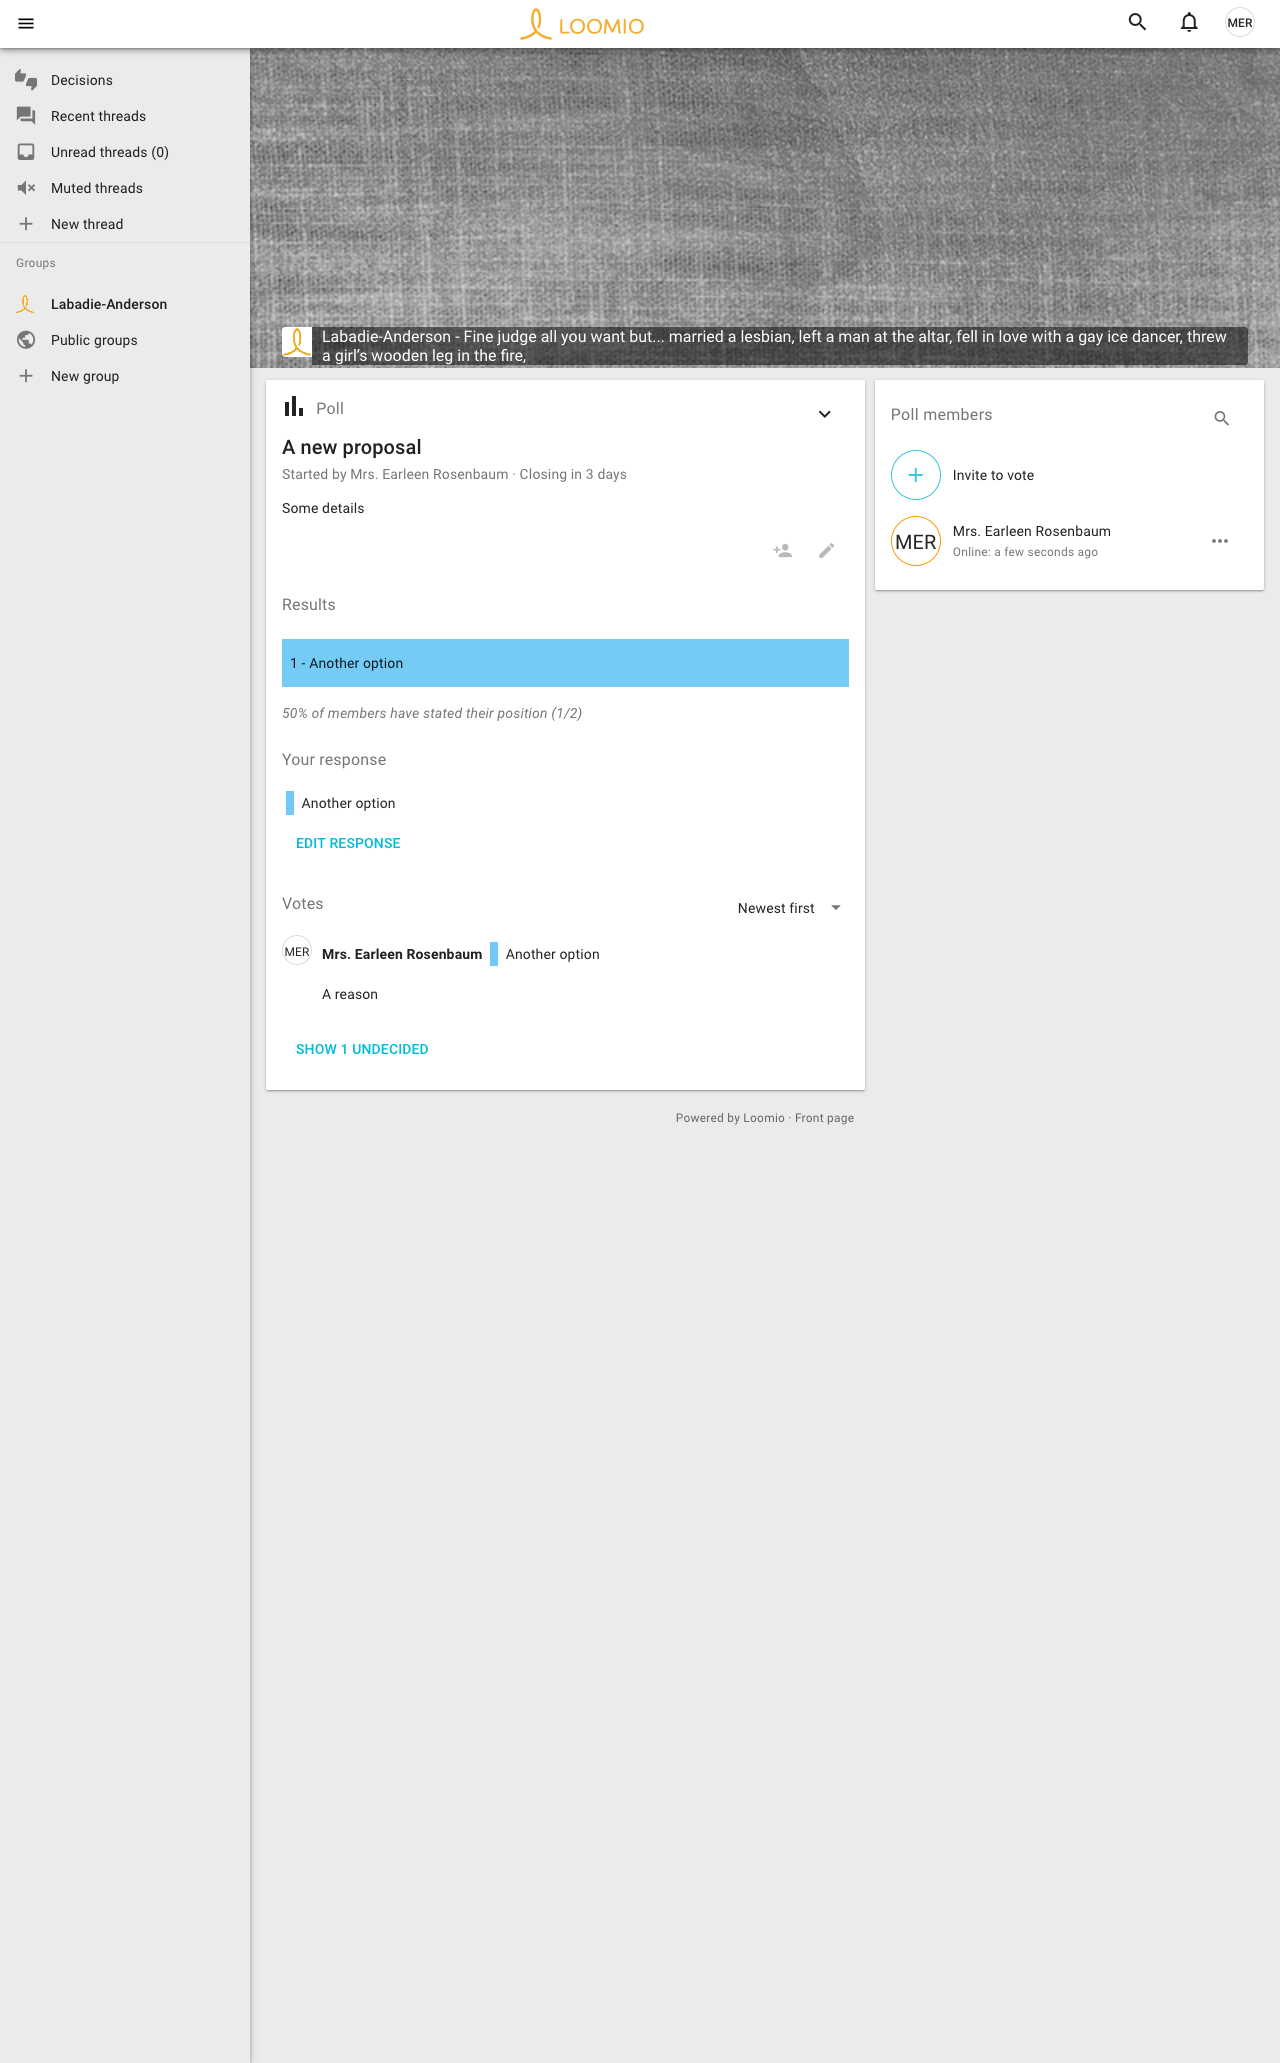 LOOMIO
MER
Decisions
Recent threads
Unread threads (0)
Muted threads
New thread
Groups
Labadie-Anderson
Public groups
New group
Labadie-Anderson - Fine judge all you want but... married a lesbian, left a man at the altar, fell in love with a gay ice dancer, threw
a girl's wooden leg in the fire,
Poll
A new proposal
Started by Mrs. Earleen Rosenbaum · Closing in 3 days
Some details
Results
1 - Another option
50% of members have stated their position (1/2)
Your response
Another option
EDIT RESPONSE
Votes
Newest first
MER
Mrs. Earleen Rosenbaum
Another option
A reason
SHOW 1 UNDECIDED
Poll members
Invite to vote
MER
Mrs. Earleen Rosenbaum
Online: a few seconds ago
Powered by Loomio · Front page